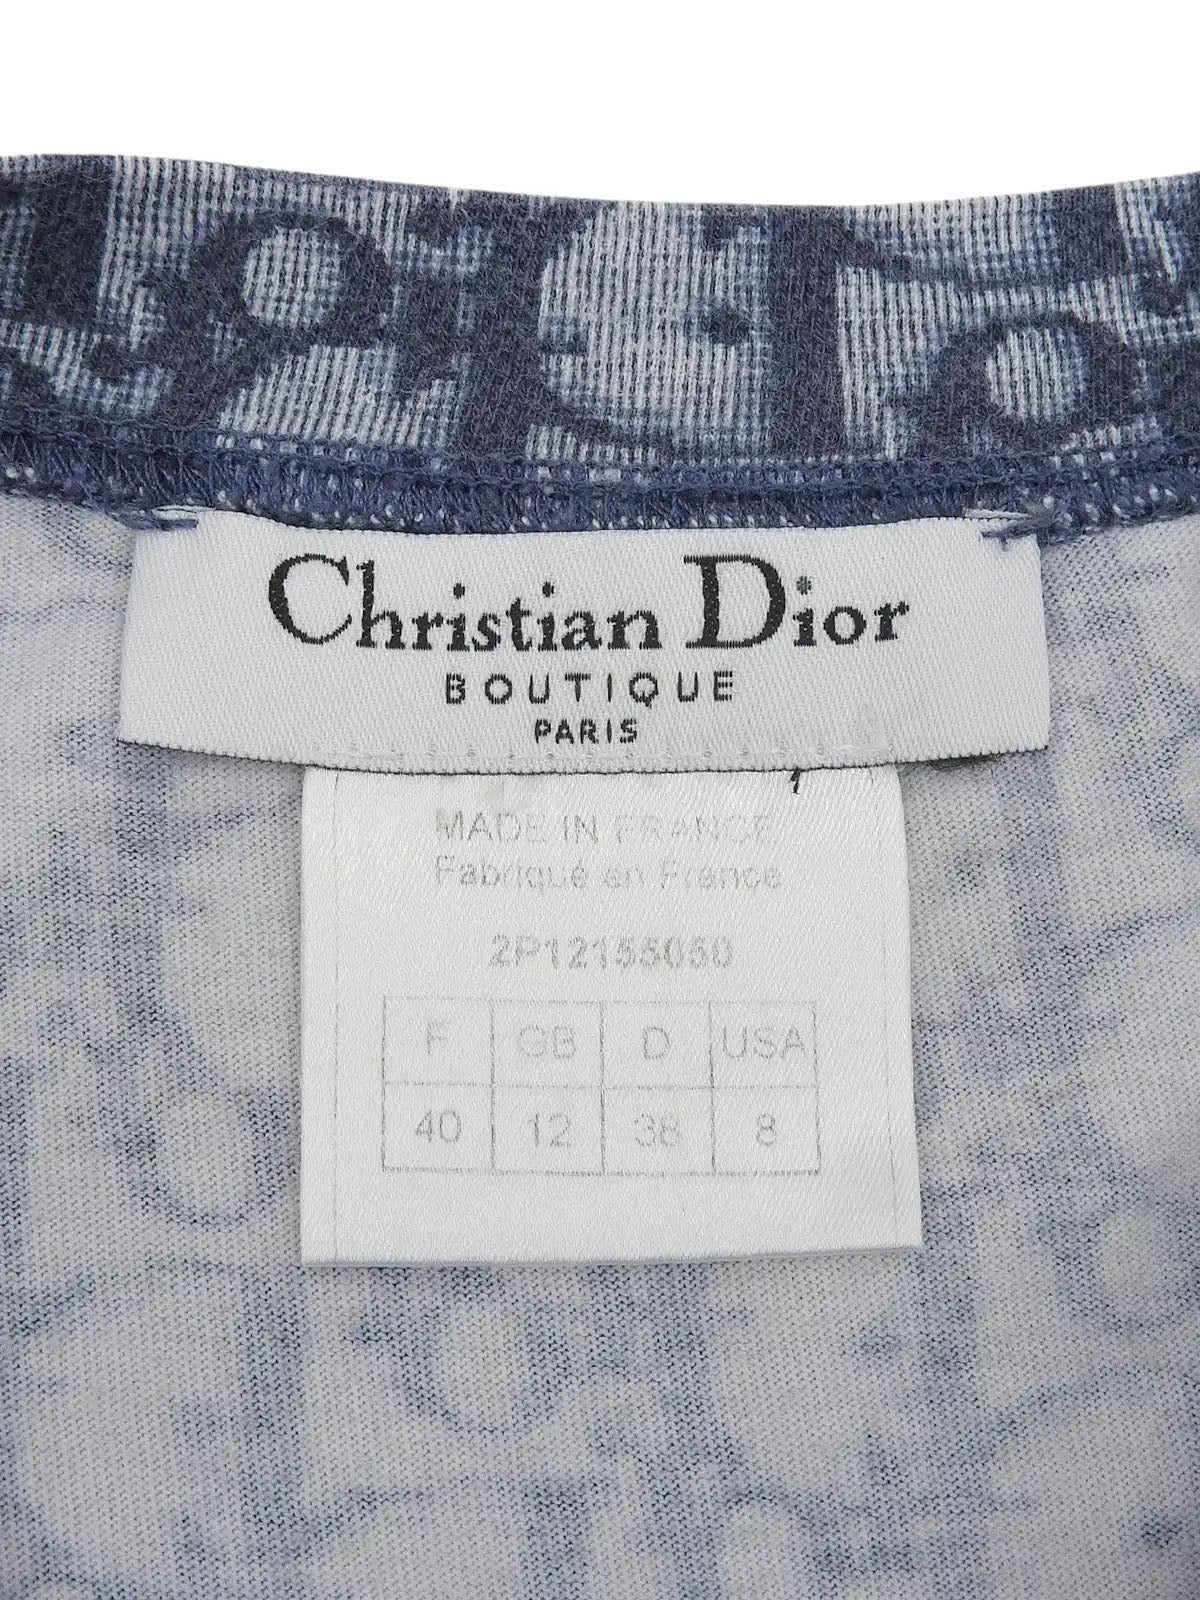 Christian Dior
BOUTIQUE
PARIS
MADE IN FRANCE
Fabriqué en France
2P12155050
F GB D USA
40 12 38 8